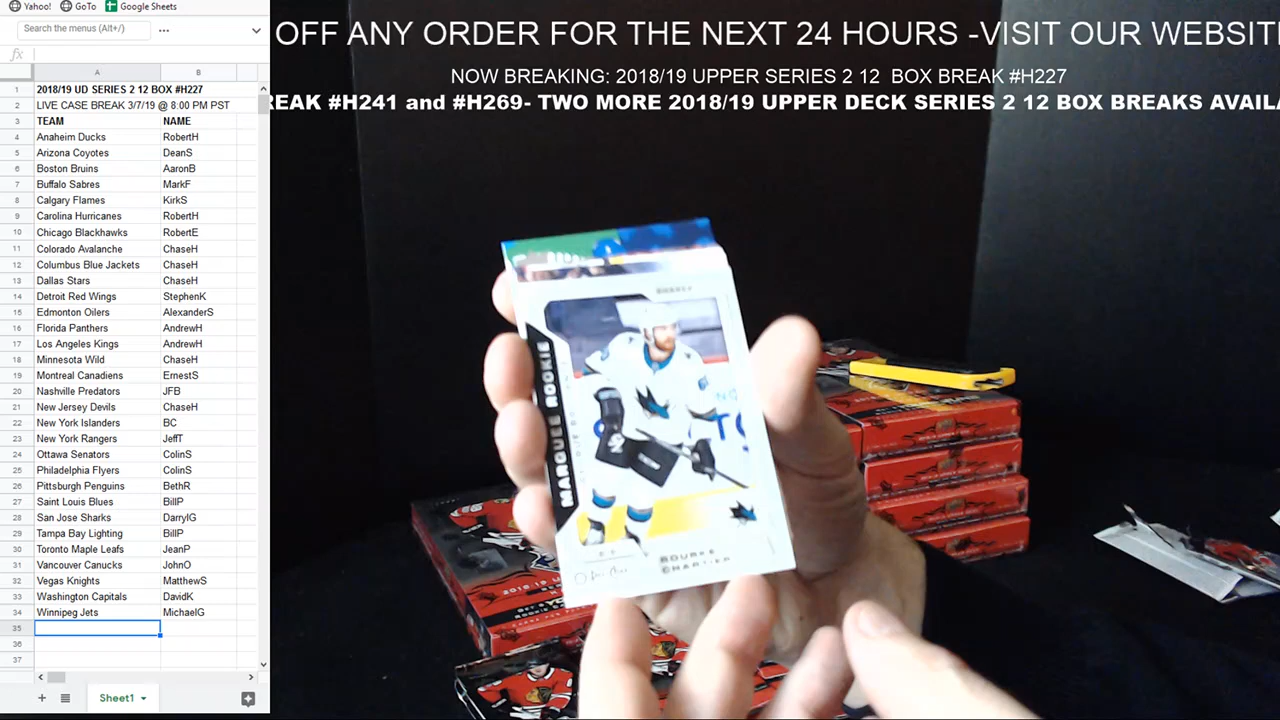 Yahoo!
GoTo
Google Sheets
Search the menus (Alt+/)
fx
A B
1 2018/19 UD SERIES 2 12 BOX #H227
2 LIVE CASE BREAK 3/7/19 @ 8:00 PM PST
3 TEAM NAME
4 Anaheim Ducks RobertH
5 Arizona Coyotes DeanS
6 Boston Bruins AaronB
7 Buffalo Sabres MarkF
8 Calgary Flames KirkS
9 Carolina Hurricanes RobertH
10 Chicago Blackhawks RobertE
11 Colorado Avalanche ChaseH
12 Columbus Blue Jackets ChaseH
13 Dallas Stars ChaseH
14 Detroit Red Wings StephenK
15 Edmonton Oilers AlexanderS
16 Florida Panthers AndrewH
17 Los Angeles Kings AndrewH
18 Minnesota Wild ChaseH
19 Montreal Canadiens ErnestS
20 Nashville Predators JFB
21 New Jersey Devils ChaseH
22 New York Islanders BC
23 New York Rangers JeffT
24 Ottawa Senators ColinS
25 Philadelphia Flyers ColinS
26 Pittsburgh Penguins BethR
27 Saint Louis Blues BillP
28 San Jose Sharks DarrylG
29 Tampa Bay Lighting BillP
30 Toronto Maple Leafs JeanP
31 Vancouver Canucks JohnO
32 Vegas Knights MatthewS
33 Washington Capitals DavidK
34 Winnipeg Jets MichaelG
35
36
37
Sheet1
OFF ANY ORDER FOR THE NEXT 24 HOURS -VISIT OUR WEBSIT
NOW BREAKING: 2018/19 UPPER SERIES 2 12 BOX BREAK #H227
REAK #H241 and #H269- TWO MORE 2018/19 UPPER DECK SERIES 2 12 BOX BREAKS AVAILA
MARQUEE ROOKIE
O-Pee-Chee
ROURKE
CHARTIER